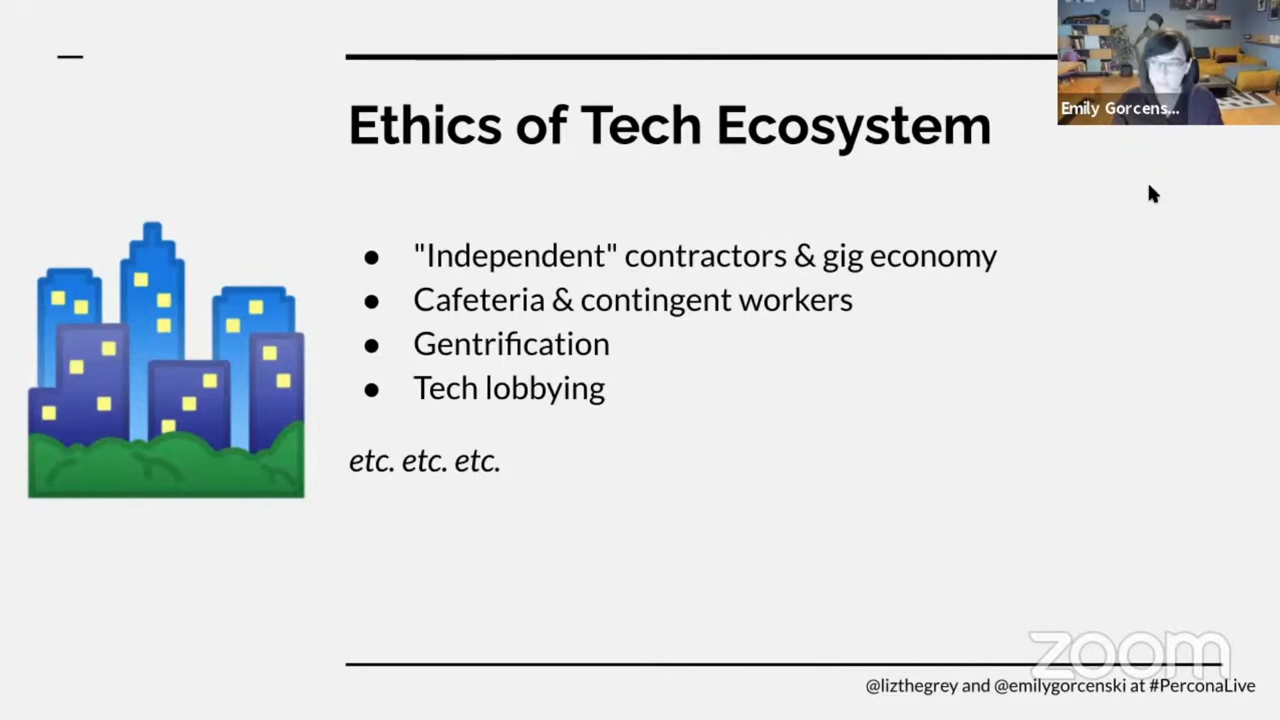 Emily Gorcens...
Ethics of Tech Ecosystem
● "Independent" contractors & gig economy
● Cafeteria & contingent workers
● Gentrification
● Tech lobbying
etc. etc. etc.
zoom
@lizthegrey and @emilygorcenski at #PerconaLive